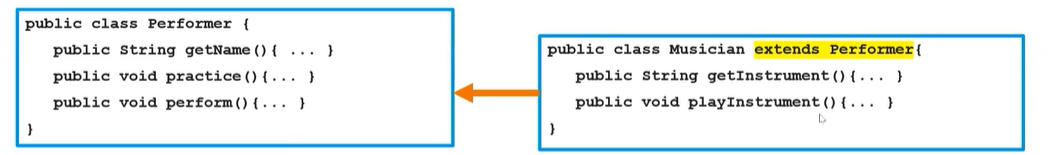 public class Performer {
public String getName(){ ... }
public void practice(){... }
public void perform(){... }
}
public class Musician extends Performer{
public String getInstrument(){... }
public void playInstrument(){... }
}